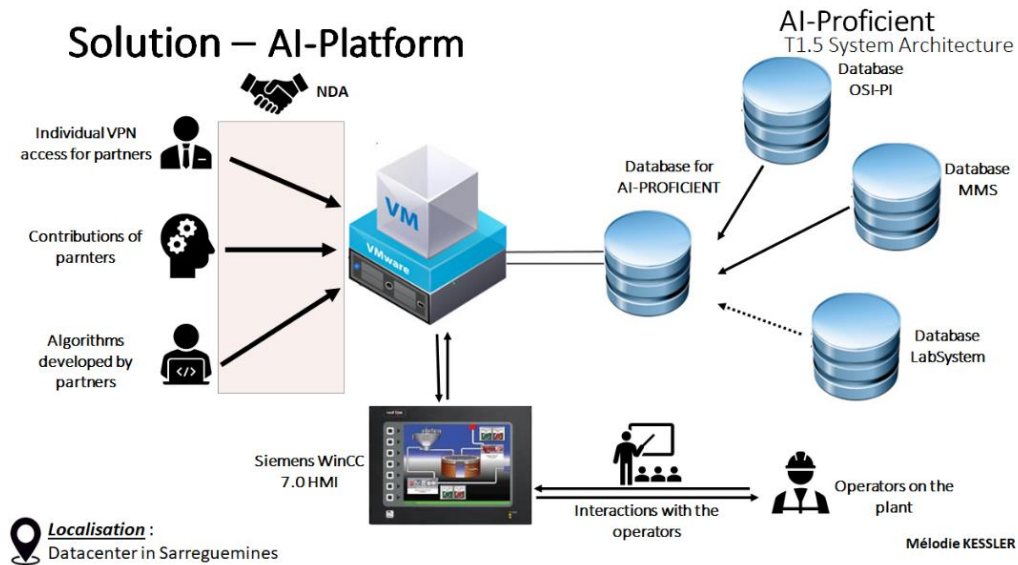 Solution – AI-Platform
AI-Proficient
T1.5 System Architecture
NDA
Individual VPN
access for partners
Contributions of
parnters
Algorithms
developed by
partners
VM
VMware
Database for
AI-PROFICIENT
Database
OSI-PI
Database
MMS
Database
LabSystem
Siemens WinCC
7.0 HMI
Interactions with the
operators
Operators on the
plant
Localisation :
Datacenter in Sarreguemines
Mélodie KESSLER